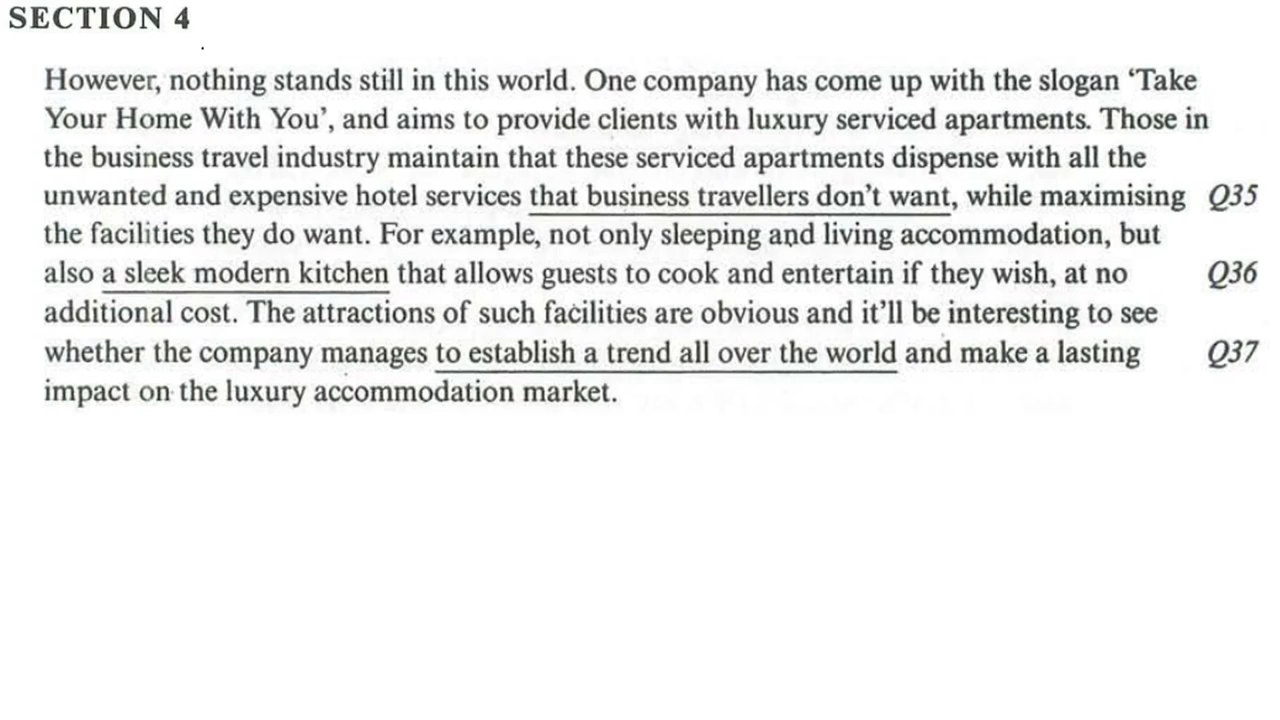 SECTION 4
However, nothing stands still in this world. One company has come up with the slogan ‘Take
Your Home With You’, and aims to provide clients with luxury serviced apartments. Those in
the business travel industry maintain that these serviced apartments dispense with all the
unwanted and expensive hotel services that business travellers don’t want, while maximising Q35
the facilities they do want. For example, not only sleeping and living accommodation, but
also a sleek modern kitchen that allows guests to cook and entertain if they wish, at no Q36
additional cost. The attractions of such facilities are obvious and it’ll be interesting to see
whether the company manages to establish a trend all over the world and make a lasting Q37
impact on the luxury accommodation market.